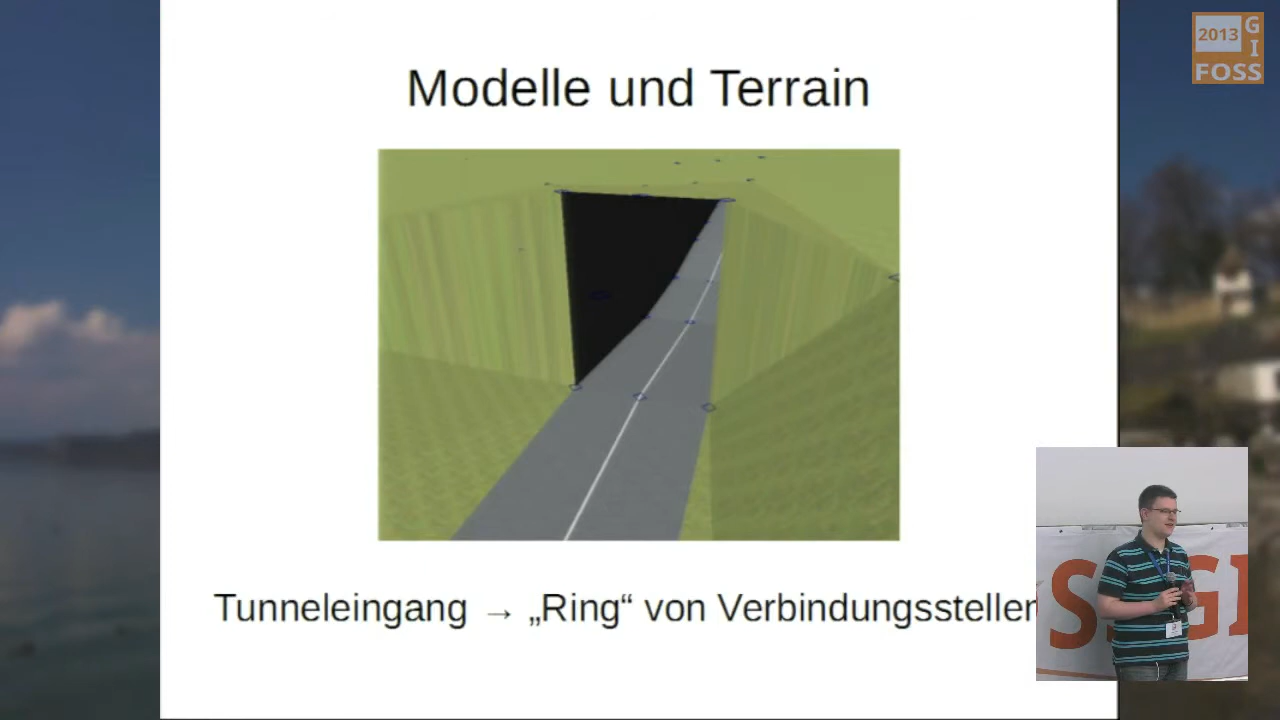 2013
G
I
FOSS
Modelle und Terrain
Tunneleingang → „Ring“ von Verbindungsstellen